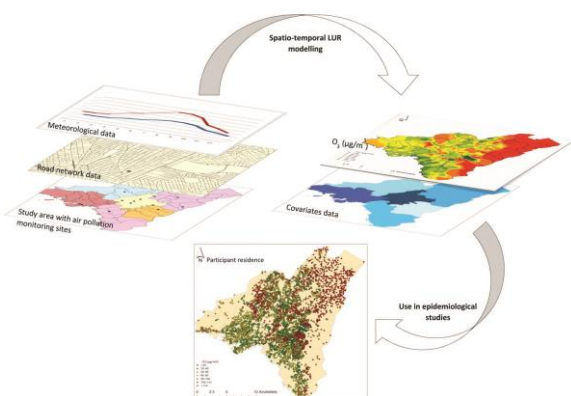 Spatio-temporal LUR
modelling
Meteorological data
Road network data
Study area with air pollution
monitoring sites
O3 (µg/m³)
Covariates data
N Participant residence
Use in epidemiological
studies